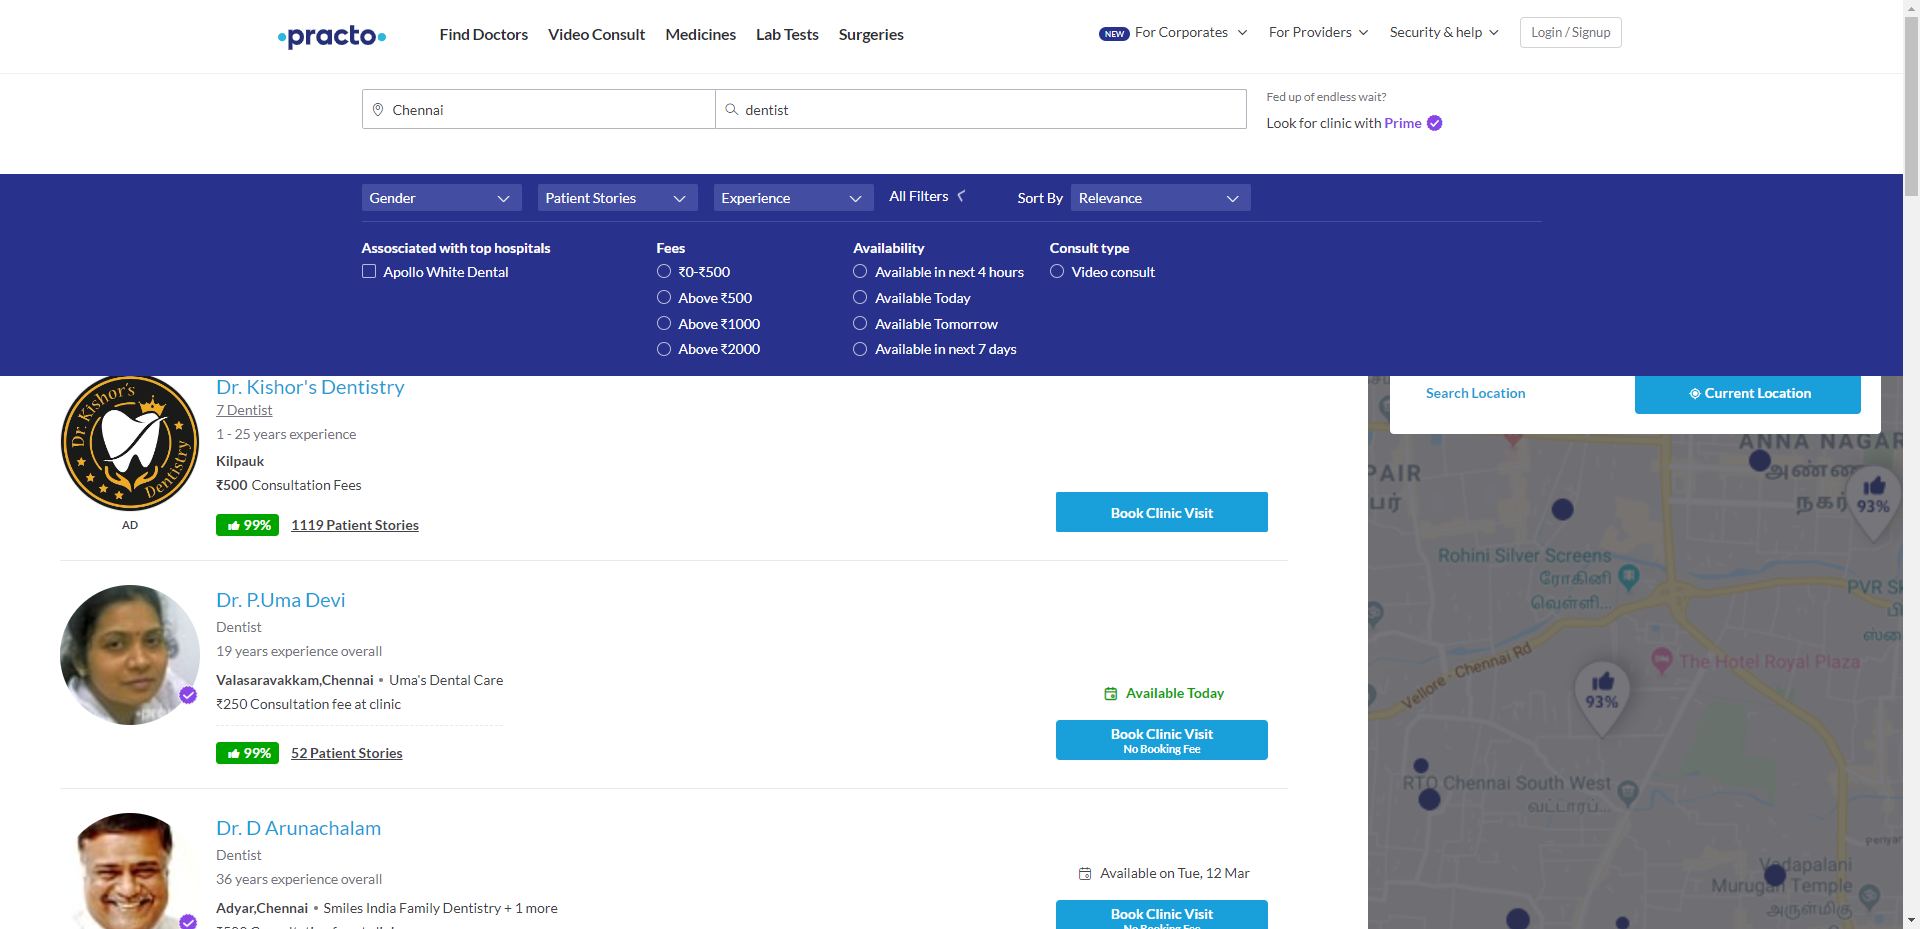 practo
Find Doctors
Video Consult
Medicines
Lab Tests
Surgeries
NEW For Corporates
For Providers
Security & help
Login / Signup
Chennai
dentist
Fed up of endless wait?
Look for clinic with Prime
Gender
Patient Stories
Experience
All Filters
Sort By
Relevance
Assosciated with top hospitals
Apollo White Dental
Fees
₹0-₹500
Above ₹500
Above ₹1000
Above ₹2000
Availability
Available in next 4 hours
Available Today
Available Tomorrow
Available in next 7 days
Consult type
Video consult
Dr. Kishor's
Dentistry
AD
Dr. Kishor's Dentistry
7 Dentist
1 - 25 years experience
Kilpauk
₹500 Consultation Fees
99%
1119 Patient Stories
Book Clinic Visit
Dr. P.Uma Devi
Dentist
19 years experience overall
Valasaravakkam,Chennai • Uma's Dental Care
₹250 Consultation fee at clinic
99%
52 Patient Stories
Available Today
Book Clinic Visit
No Booking Fee
Dr. D Arunachalam
Dentist
36 years experience overall
Adyar,Chennai • Smiles India Family Dentistry + 1 more
Available on Tue, 12 Mar
Book Clinic Visit
No Booking Fee
Search Location
Current Location
ANNA NAGAR
93%
Rohini Silver Screens
ரோகினி
வெள்ளி...
PVR
The Hotel Royal Plaza
Vellore - Chennai Rd
93%
RTO Chennai South West
வட்டாரப்...
Vadapalani
Murugan Temple
அருள்மிகு